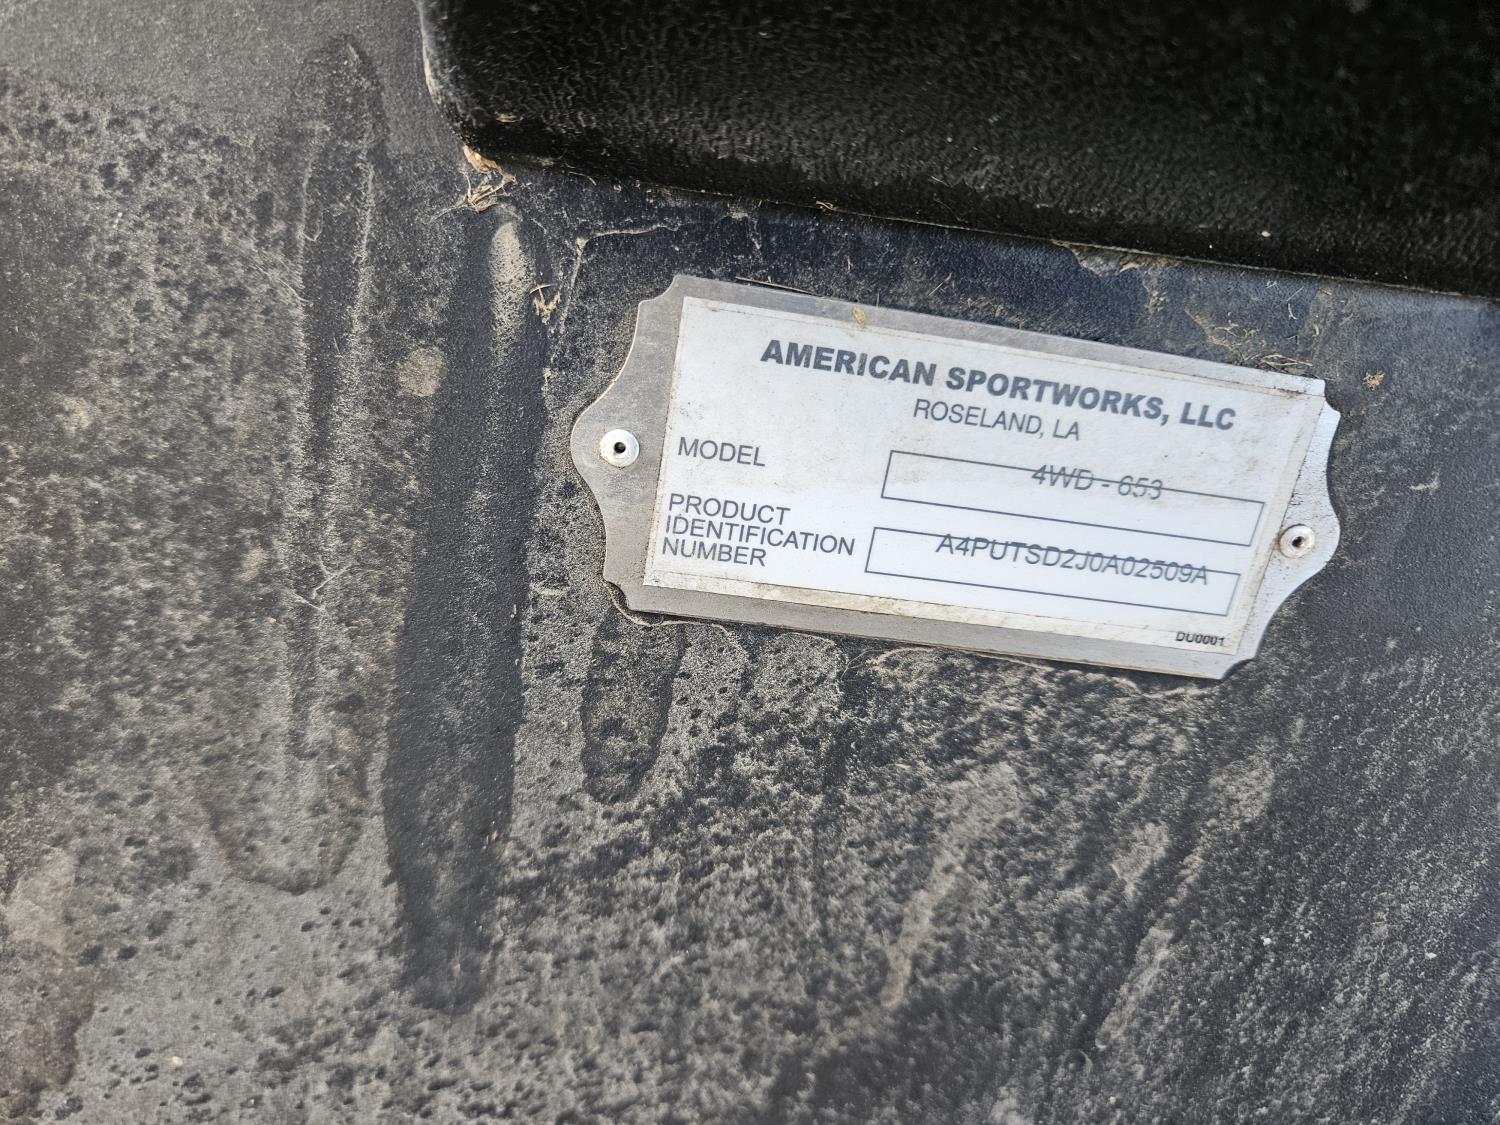 AMERICAN SPORTWORKS, LLC
ROSELAND, LA
MODEL
4WD - 653
PRODUCT
IDENTIFICATION
NUMBER
A4PUTSD2J0A02509A
DU0001